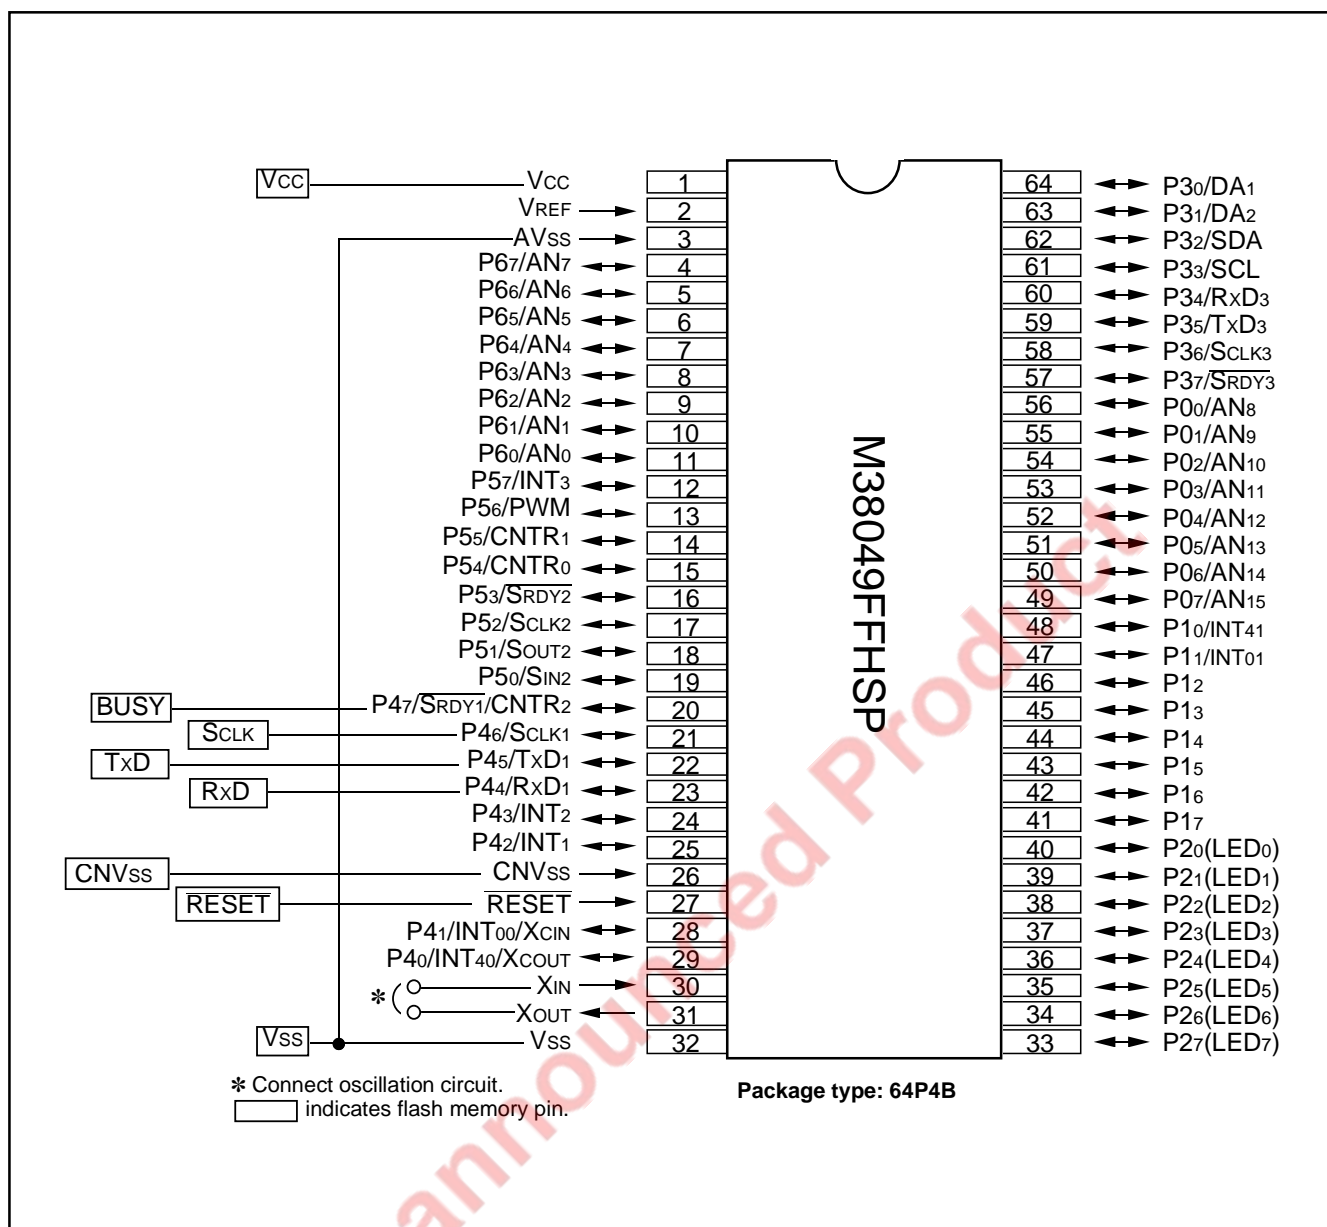 VCC VCC 1 64 P30/DA1
VREF 2 63 P31/DA2
AVSS 3 62 P32/SDA
P67/AN7 4 61 P33/SCL
P66/AN6 5 60 P34/RXD3
P65/AN5 6 59 P35/TXD3
P64/AN4 7 58 P36/SCLK3
P63/AN3 8 57 P37/SRDY3
P62/AN2 9 56 P00/AN8
P61/AN1 10 55 P01/AN9
P60/AN0 11 54 P02/AN10
P57/INT3 12 53 P03/AN11
P56/PWM 13 52 P04/AN12
P55/CNTR1 14 51 P05/AN13
P54/CNTR0 15 50 P06/AN14
P53/SRDY2 16 49 P07/AN15
P52/SCLK2 17 48 P10/INT41
P51/SOUT2 18 47 P11/INT01
P50/SIN2 19 46 P12
BUSY P47/SRDY1/CNTR2 20 45 P13
SCLK P46/SCLK1 21 44 P14
TXD P45/TXD1 22 43 P15
RXD P44/RXD1 23 42 P16
P43/INT2 24 41 P17
P42/INT1 25 40 P20(LED0)
CNVSS CNVSS 26 39 P21(LED1)
RESET RESET 27 38 P22(LED2)
P41/INT00/XCIN 28 37 P23(LED3)
P40/INT40/XCOUT 29 36 P24(LED4)
* XIN 30 35 P25(LED5)
XOUT 31 34 P26(LED6)
VSS VSS 32 33 P27(LED7)
M38049FFHSP
* Connect oscillation circuit.
indicates flash memory pin.
Package type: 64P4B
announced Product